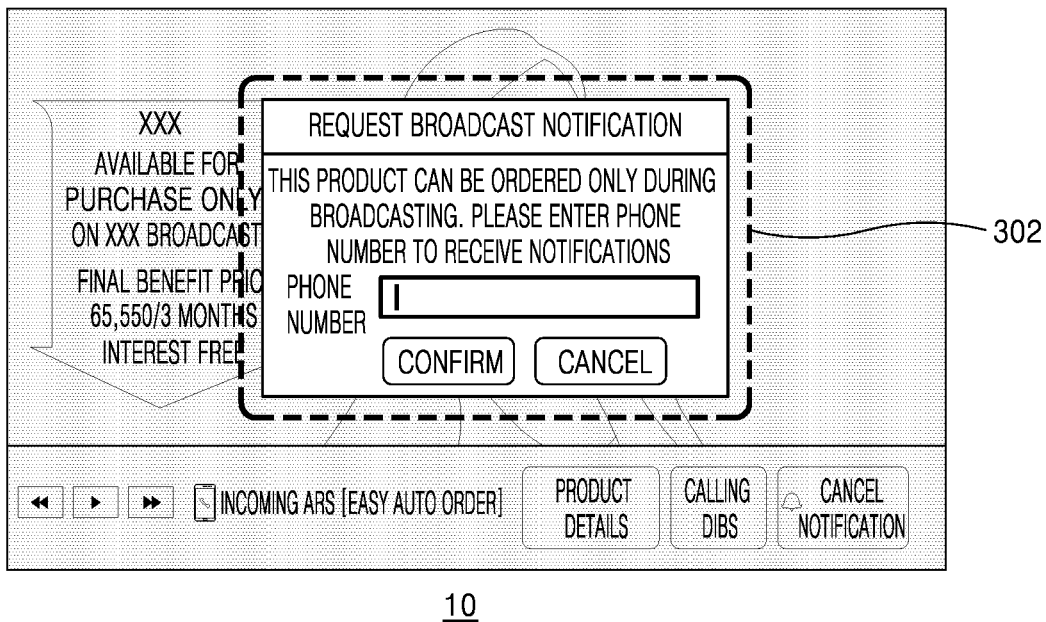 XXX
AVAILABLE FOR
PURCHASE ONLY
ON XXX BROADCAST
FINAL BENEFIT PRIC
65,550/3 MONTHS
INTEREST FREE
REQUEST BROADCAST NOTIFICATION
THIS PRODUCT CAN BE ORDERED ONLY DURING
BROADCASTING. PLEASE ENTER PHONE
NUMBER TO RECEIVE NOTIFICATIONS
PHONE
NUMBER
CONFIRM
CANCEL
302
INCOMING ARS [EASY AUTO ORDER]
PRODUCT
DETAILS
CALLING
DIBS
CANCEL
NOTIFICATION
10